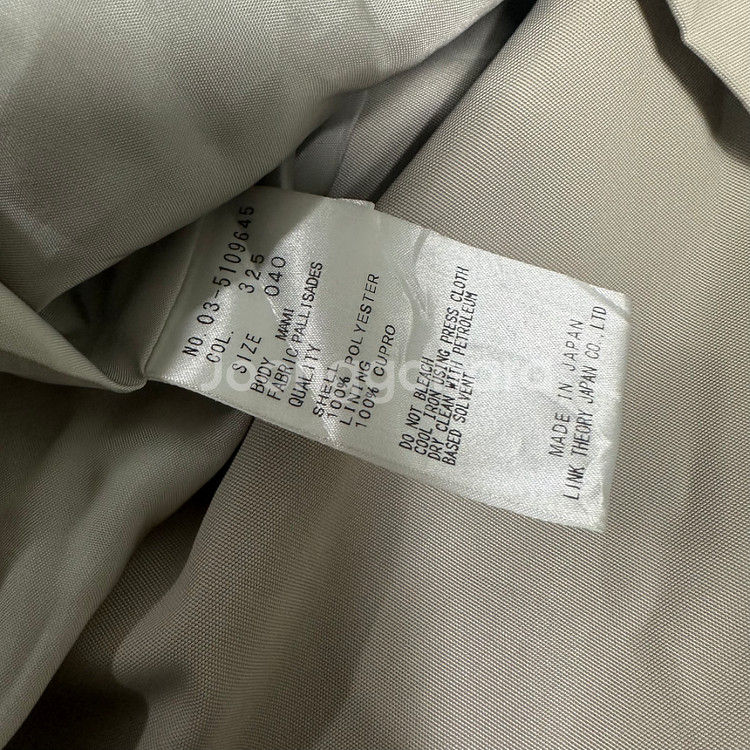 NO 03-5109645
COL. 325
SIZE 040
BODY MAMI
FABRIC PALLISADES
QUALITY
SHELL
100% POLYESTER
LINING
100% CUPRO
DO NOT BLEACH
COOL IRON USING PRESS CLOTH
DRY CLEAN WITH PETROLEUM
BASED SOLVENT
MADE IN JAPAN
LINK THEORY JAPAN CO., LTD
Joonggonara